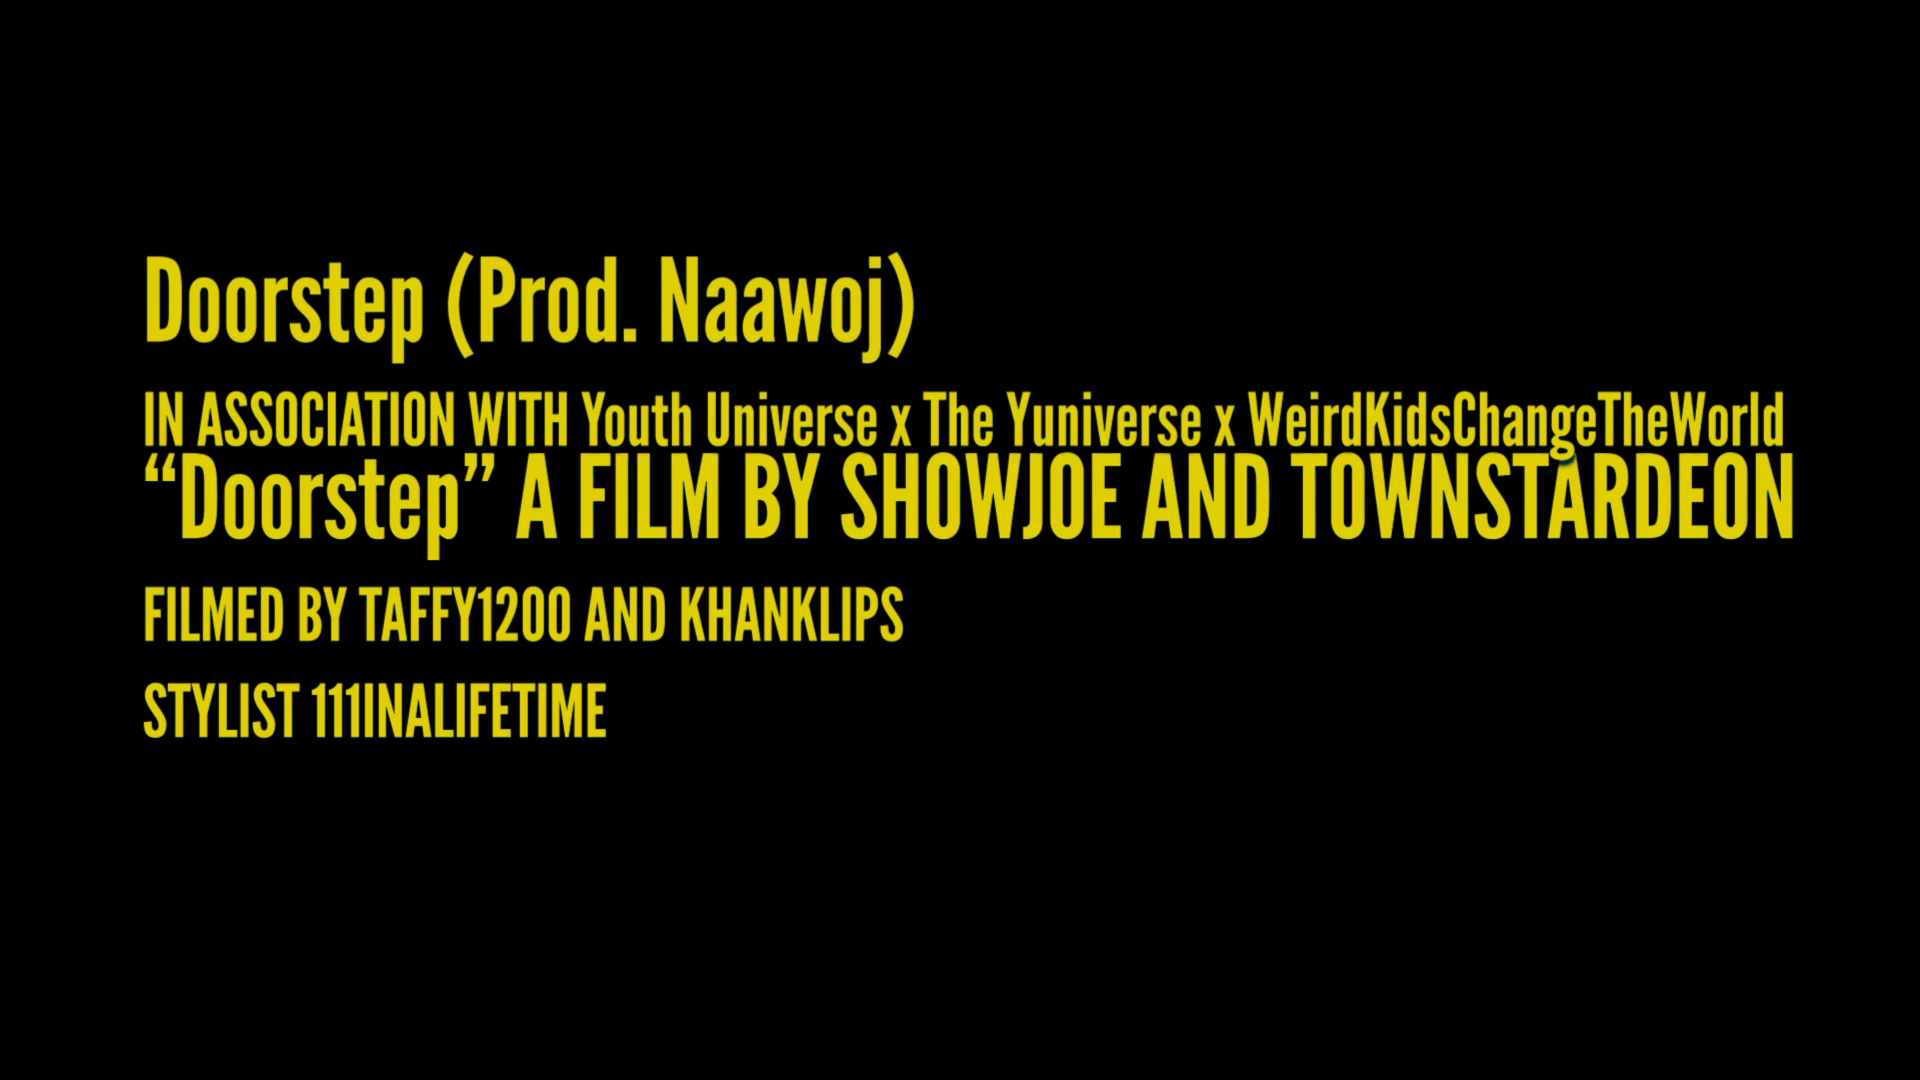 Doorstep (Prod. Naawoj)
IN ASSOCIATION WITH Youth Universe x The Yuniverse x WeirdKidsChangeTheWorld
“Doorstep” A FILM BY SHOWJOE AND TOWNSTARDEON
FILMED BY TAFFY1200 AND KHANKLIPS
STYLIST 111INALIFETIME